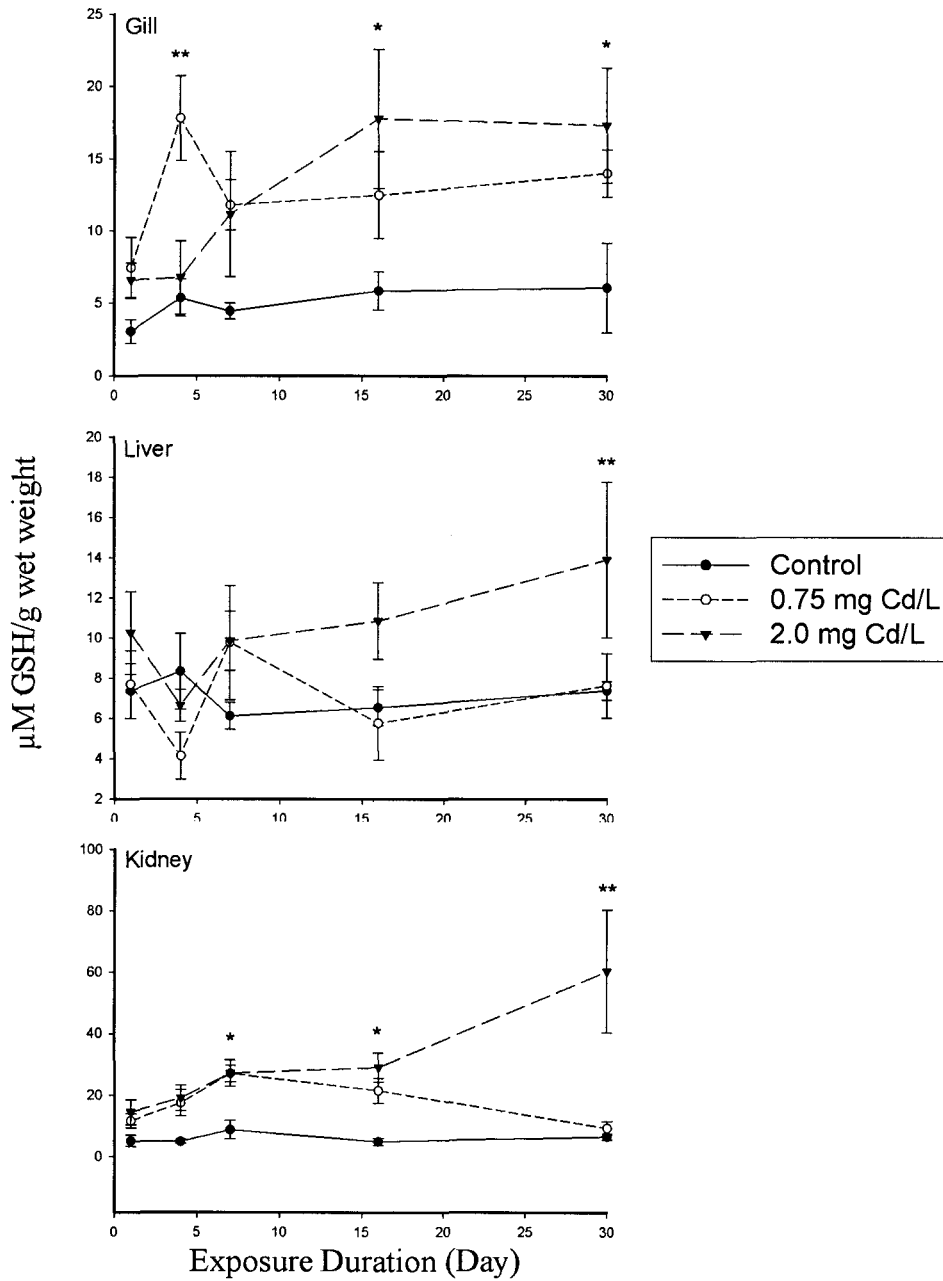 Gill
** * *
25
20
15
10
5
0
0 5 10 15 20 25 30
Liver
**
20
18
16
14
12
10
8
6
4
2
0 5 10 15 20 25 30
Kidney
* * **
100
80
60
40
20
0
0 5 10 15 20 25 30
µM GSH/g wet weight
Exposure Duration (Day)
Control
0.75 mg Cd/L
2.0 mg Cd/L